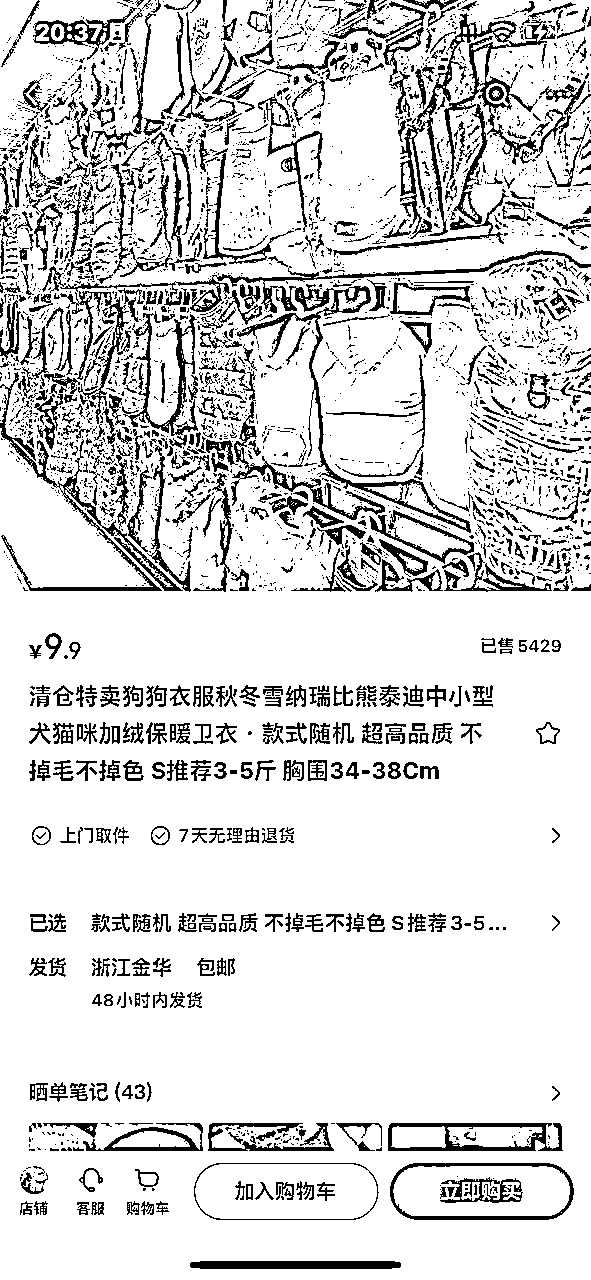 20:37
¥9.9
已售5429
清仓特卖狗狗衣服秋冬雪纳瑞比熊泰迪中小型
犬猫咪加绒保暖卫衣·款式随机 超高品质 不
掉毛不掉色 S推荐3-5斤 胸围34-38Cm
上门取件 7天无理由退货
已选 款式随机 超高品质 不掉毛不掉色 S推荐3-5...
发货 浙江金华 包邮
48小时内发货
晒单笔记 (43)
店铺 客服 购物车 加入购物车 立即购买